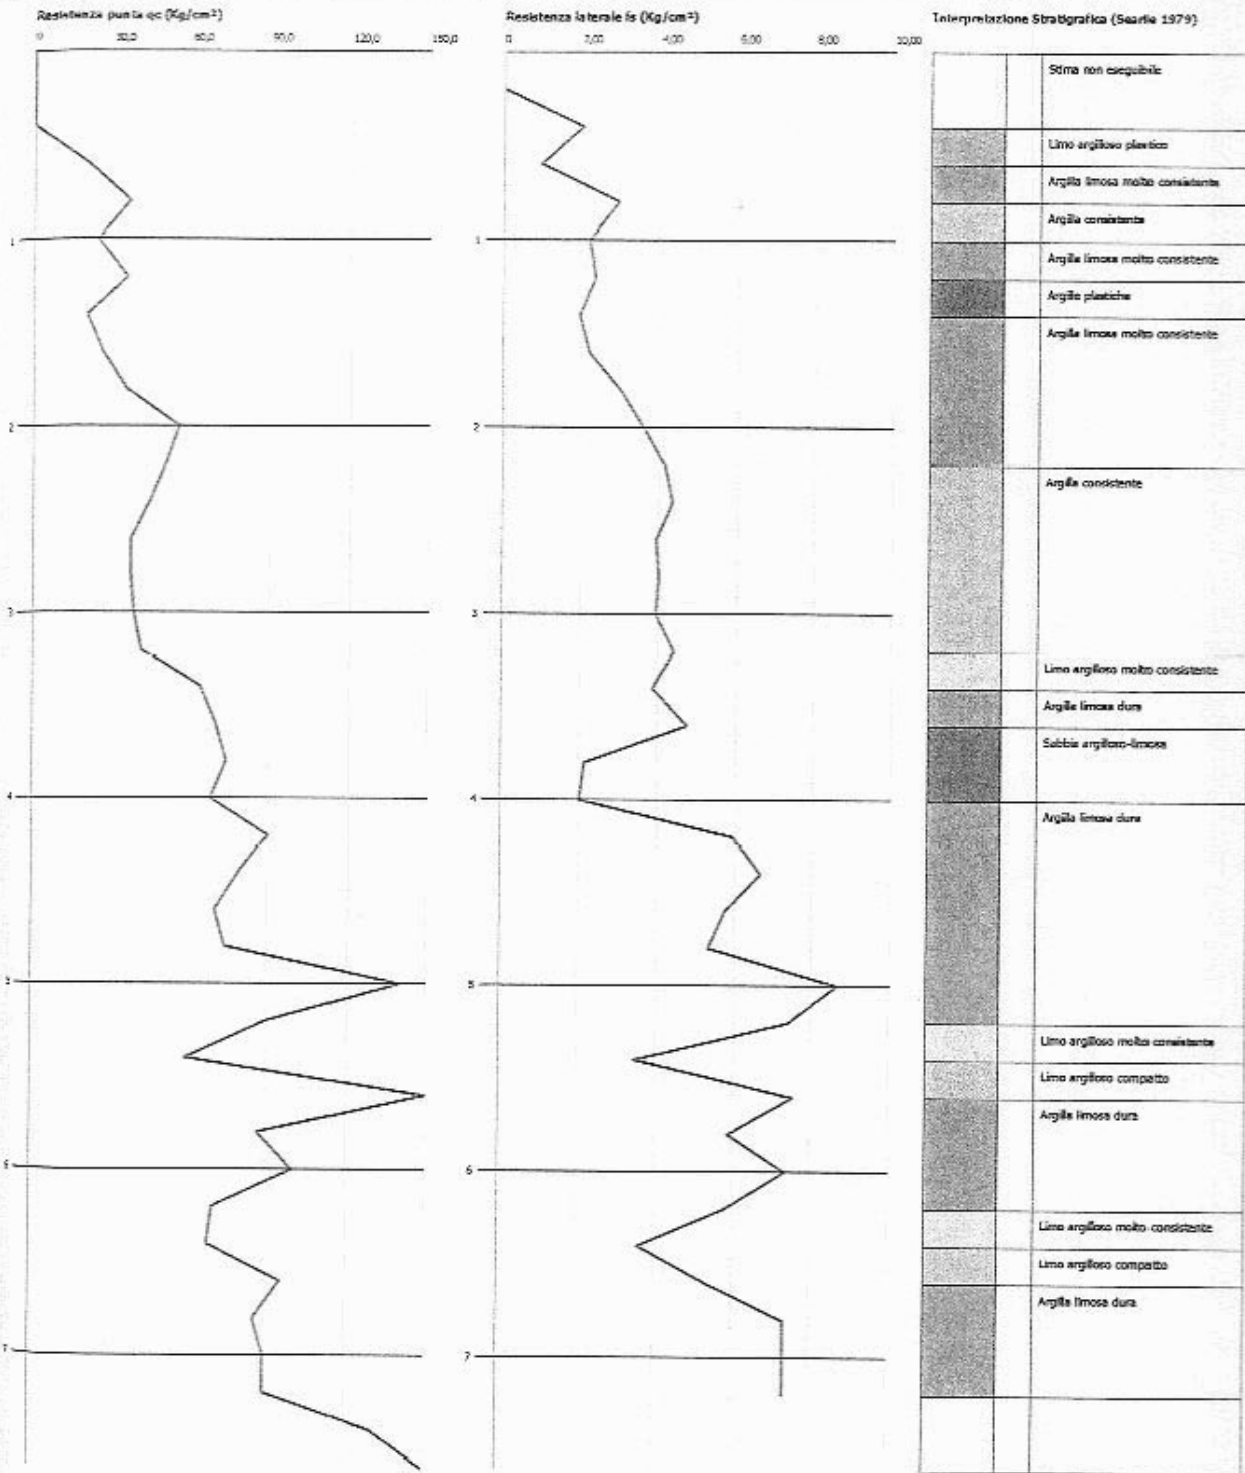 Resistenza punta qc (Kg/cm²)
0 30,0 60,0 90,0 120,0 150,0
1
2
3
4
5
6
7
Resistenza laterale fs (Kg/cm²)
0 2,00 4,00 6,00 8,00 10,00
1
2
3
4
5
6
7
Interpretazione Stratigrafica (Searle 1979)
Stima non eseguibile
Limo argilloso plastico
Argilla limosa molto consistente
Argilla consistente
Argilla limosa molto consistente
Argille plastiche
Argilla limosa molto consistente
Argilla consistente
Limo argilloso molto consistente
Argilla limosa dura
Sabbia argilloso-limosa
Argilla limosa dura
Limo argilloso molto consistente
Limo argilloso compatto
Argilla limosa dura
Limo argilloso molto consistente
Limo argilloso compatto
Argilla limosa dura